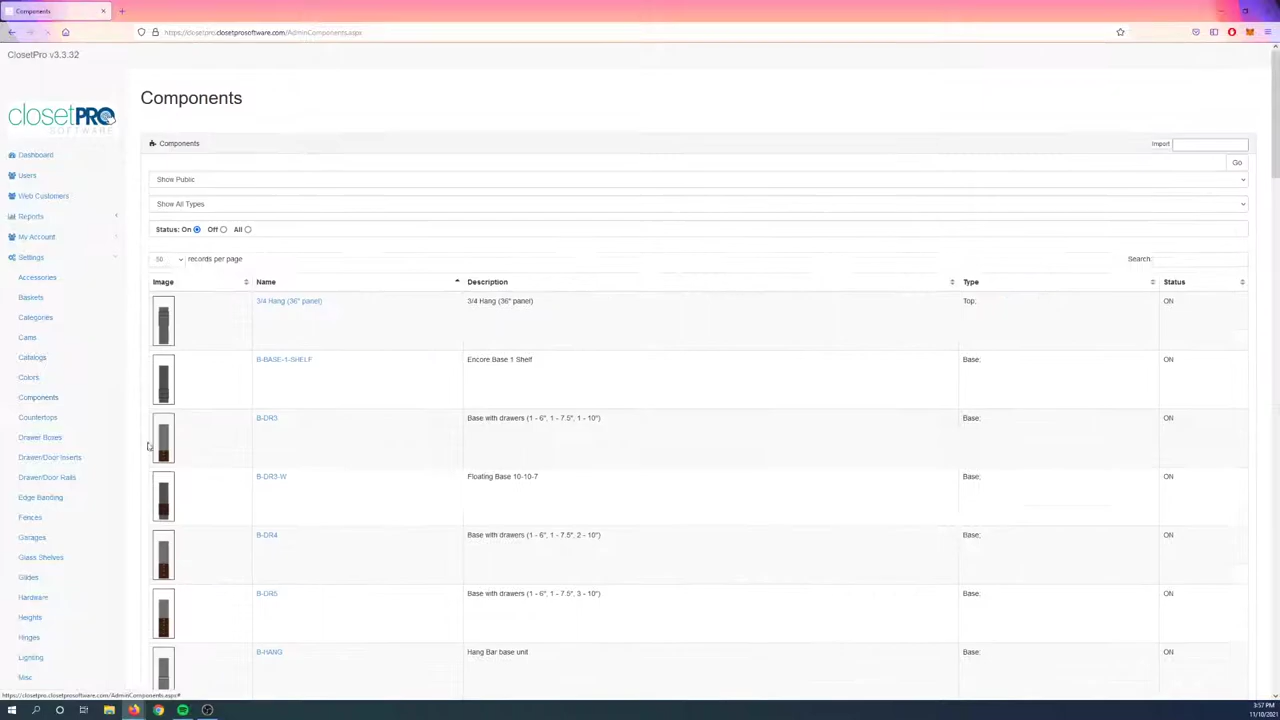 Components
https://closetpro.closetprosoftware.com/AdminComponents.aspx
ClosetPro v3.3.32
closetPRO
SOFTWARE
Dashboard
Users
Web Customers
Reports
My Account
Settings
Accessories
Baskets
Categories
Cams
Catalogs
Colors
Components
Countertops
Drawer Boxes
Drawer/Door Inserts
Drawer/Door Rails
Edge Banding
Fences
Garages
Glass Shelves
Glides
Hardware
Heights
Hinges
Lighting
Misc
Components
Components
Import
Go
Show Public
Show All Types
Status: On Off All
50 records per page
Search:
Image Name Description Type Status
3/4 Hang (36" panel) 3/4 Hang (36" panel) Top; ON
B-BASE-1-SHELF Encore Base 1 Shelf Base; ON
B-DR3 Base with drawers (1 - 6", 1 - 7.5", 1 - 10") Base; ON
B-DR3-W Floating Base 10-10-7 Base; ON
B-DR4 Base with drawers (1 - 6", 1 - 7.5", 2 - 10") Base; ON
B-DR5 Base with drawers (1 - 6", 1 - 7.5", 3 - 10") Base; ON
B-HANG Hang Bar base unit Base; ON
https://closetpro.closetprosoftware.com/AdminComponents.aspx#
3:57 PM
11/10/2021